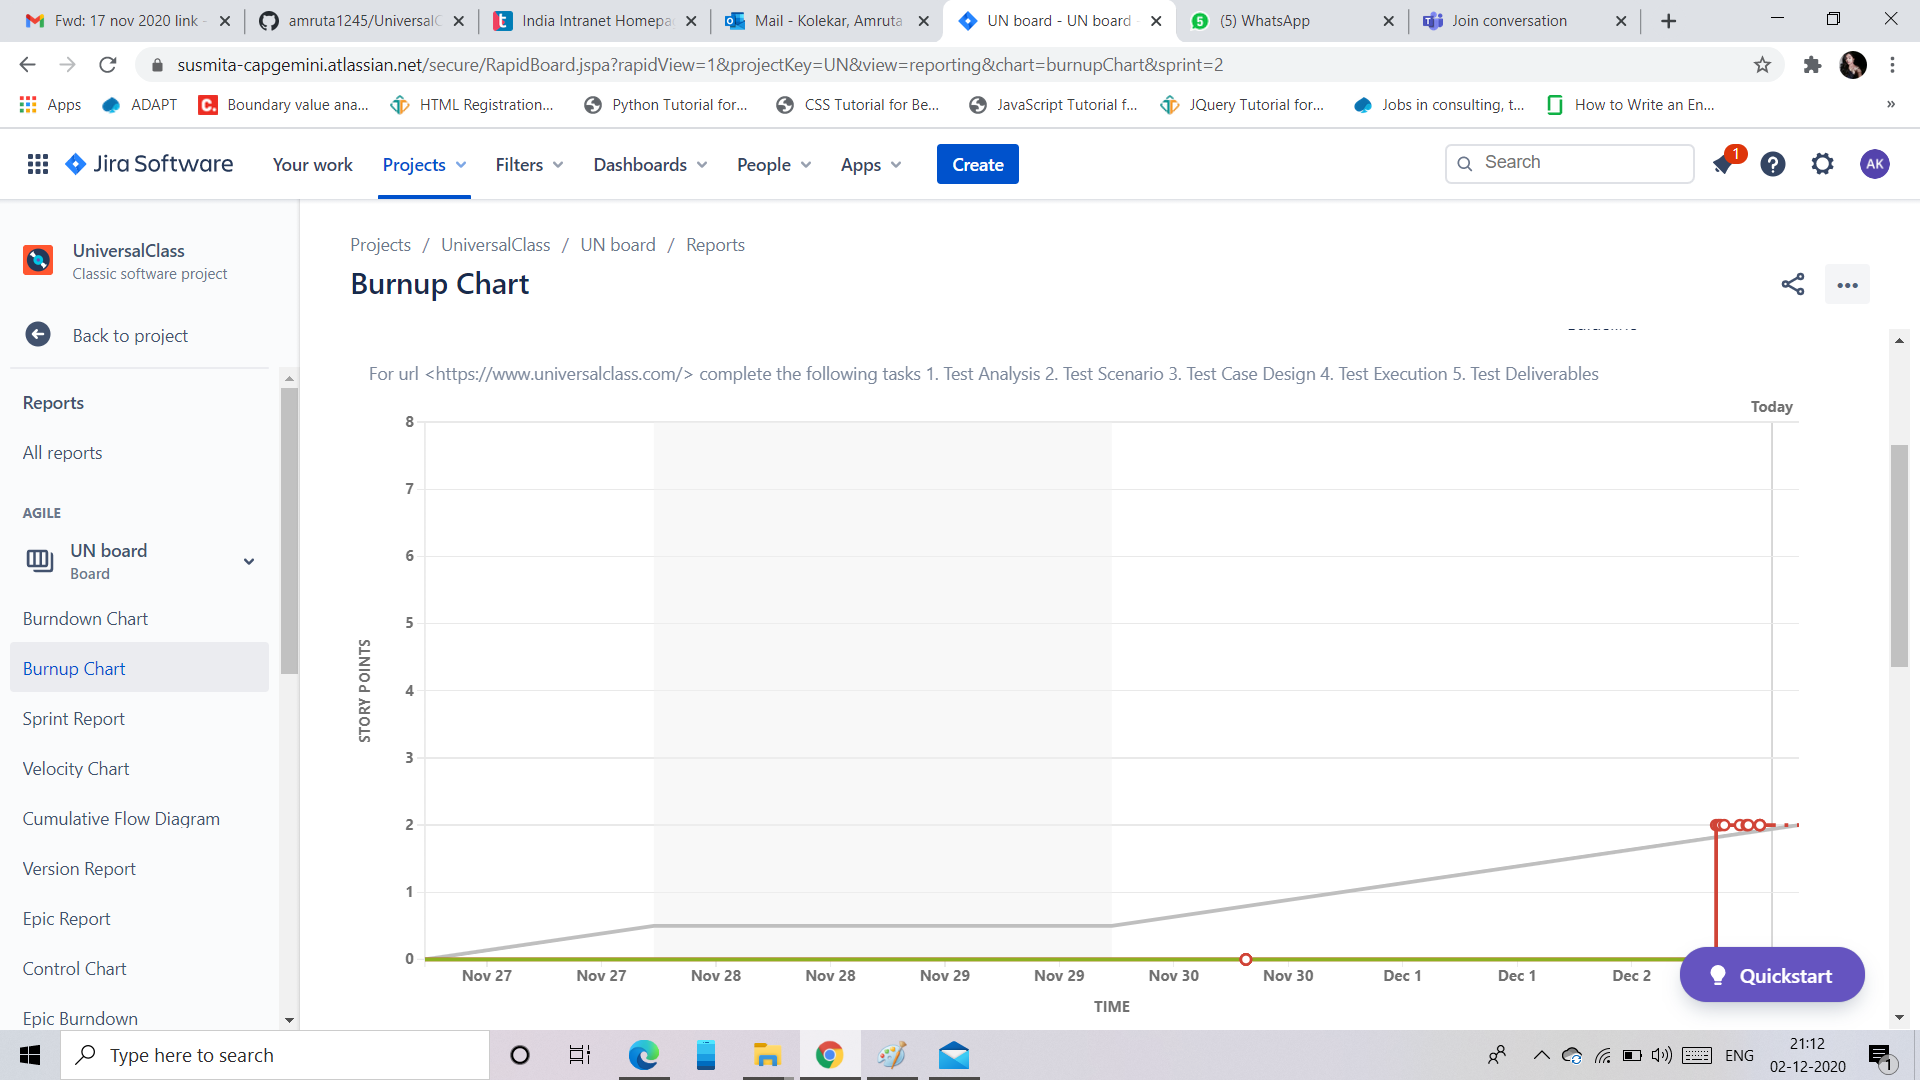 Fwd: 17 nov 2020 link -
amruta1245/UniversalC
India Intranet Homepa
Mail - Kolekar, Amruta
UN board - UN board -
(5) WhatsApp
Join conversation
susmita-capgemini.atlassian.net/secure/RapidBoard.jspa?rapidView=1&projectKey=UN&view=reporting&chart=burnupChart&sprint=2
Apps
ADAPT
Boundary value ana...
HTML Registration...
Python Tutorial for...
CSS Tutorial for Be...
JavaScript Tutorial f...
JQuery Tutorial for...
Jobs in consulting, t...
How to Write an En...
»
Jira Software
Your work
Projects
Filters
Dashboards
People
Apps
Create
Search
1
AK
UniversalClass
Classic software project
Back to project
Reports
All reports
AGILE
UN board
Board
Burndown Chart
Burnup Chart
Sprint Report
Velocity Chart
Cumulative Flow Diagram
Version Report
Epic Report
Control Chart
Epic Burndown
Projects / UniversalClass / UN board / Reports
Burnup Chart
For url <https://www.universalclass.com/> complete the following tasks 1. Test Analysis 2. Test Scenario 3. Test Case Design 4. Test Execution 5. Test Deliverables
Today
8
7
6
5
4
3
2
1
0
STORY POINTS
Nov 27 Nov 27 Nov 28 Nov 28 Nov 29 Nov 29 Nov 30 Nov 30 Dec 1 Dec 1 Dec 2
TIME
Quickstart
Type here to search
ENG
21:12
02-12-2020
1